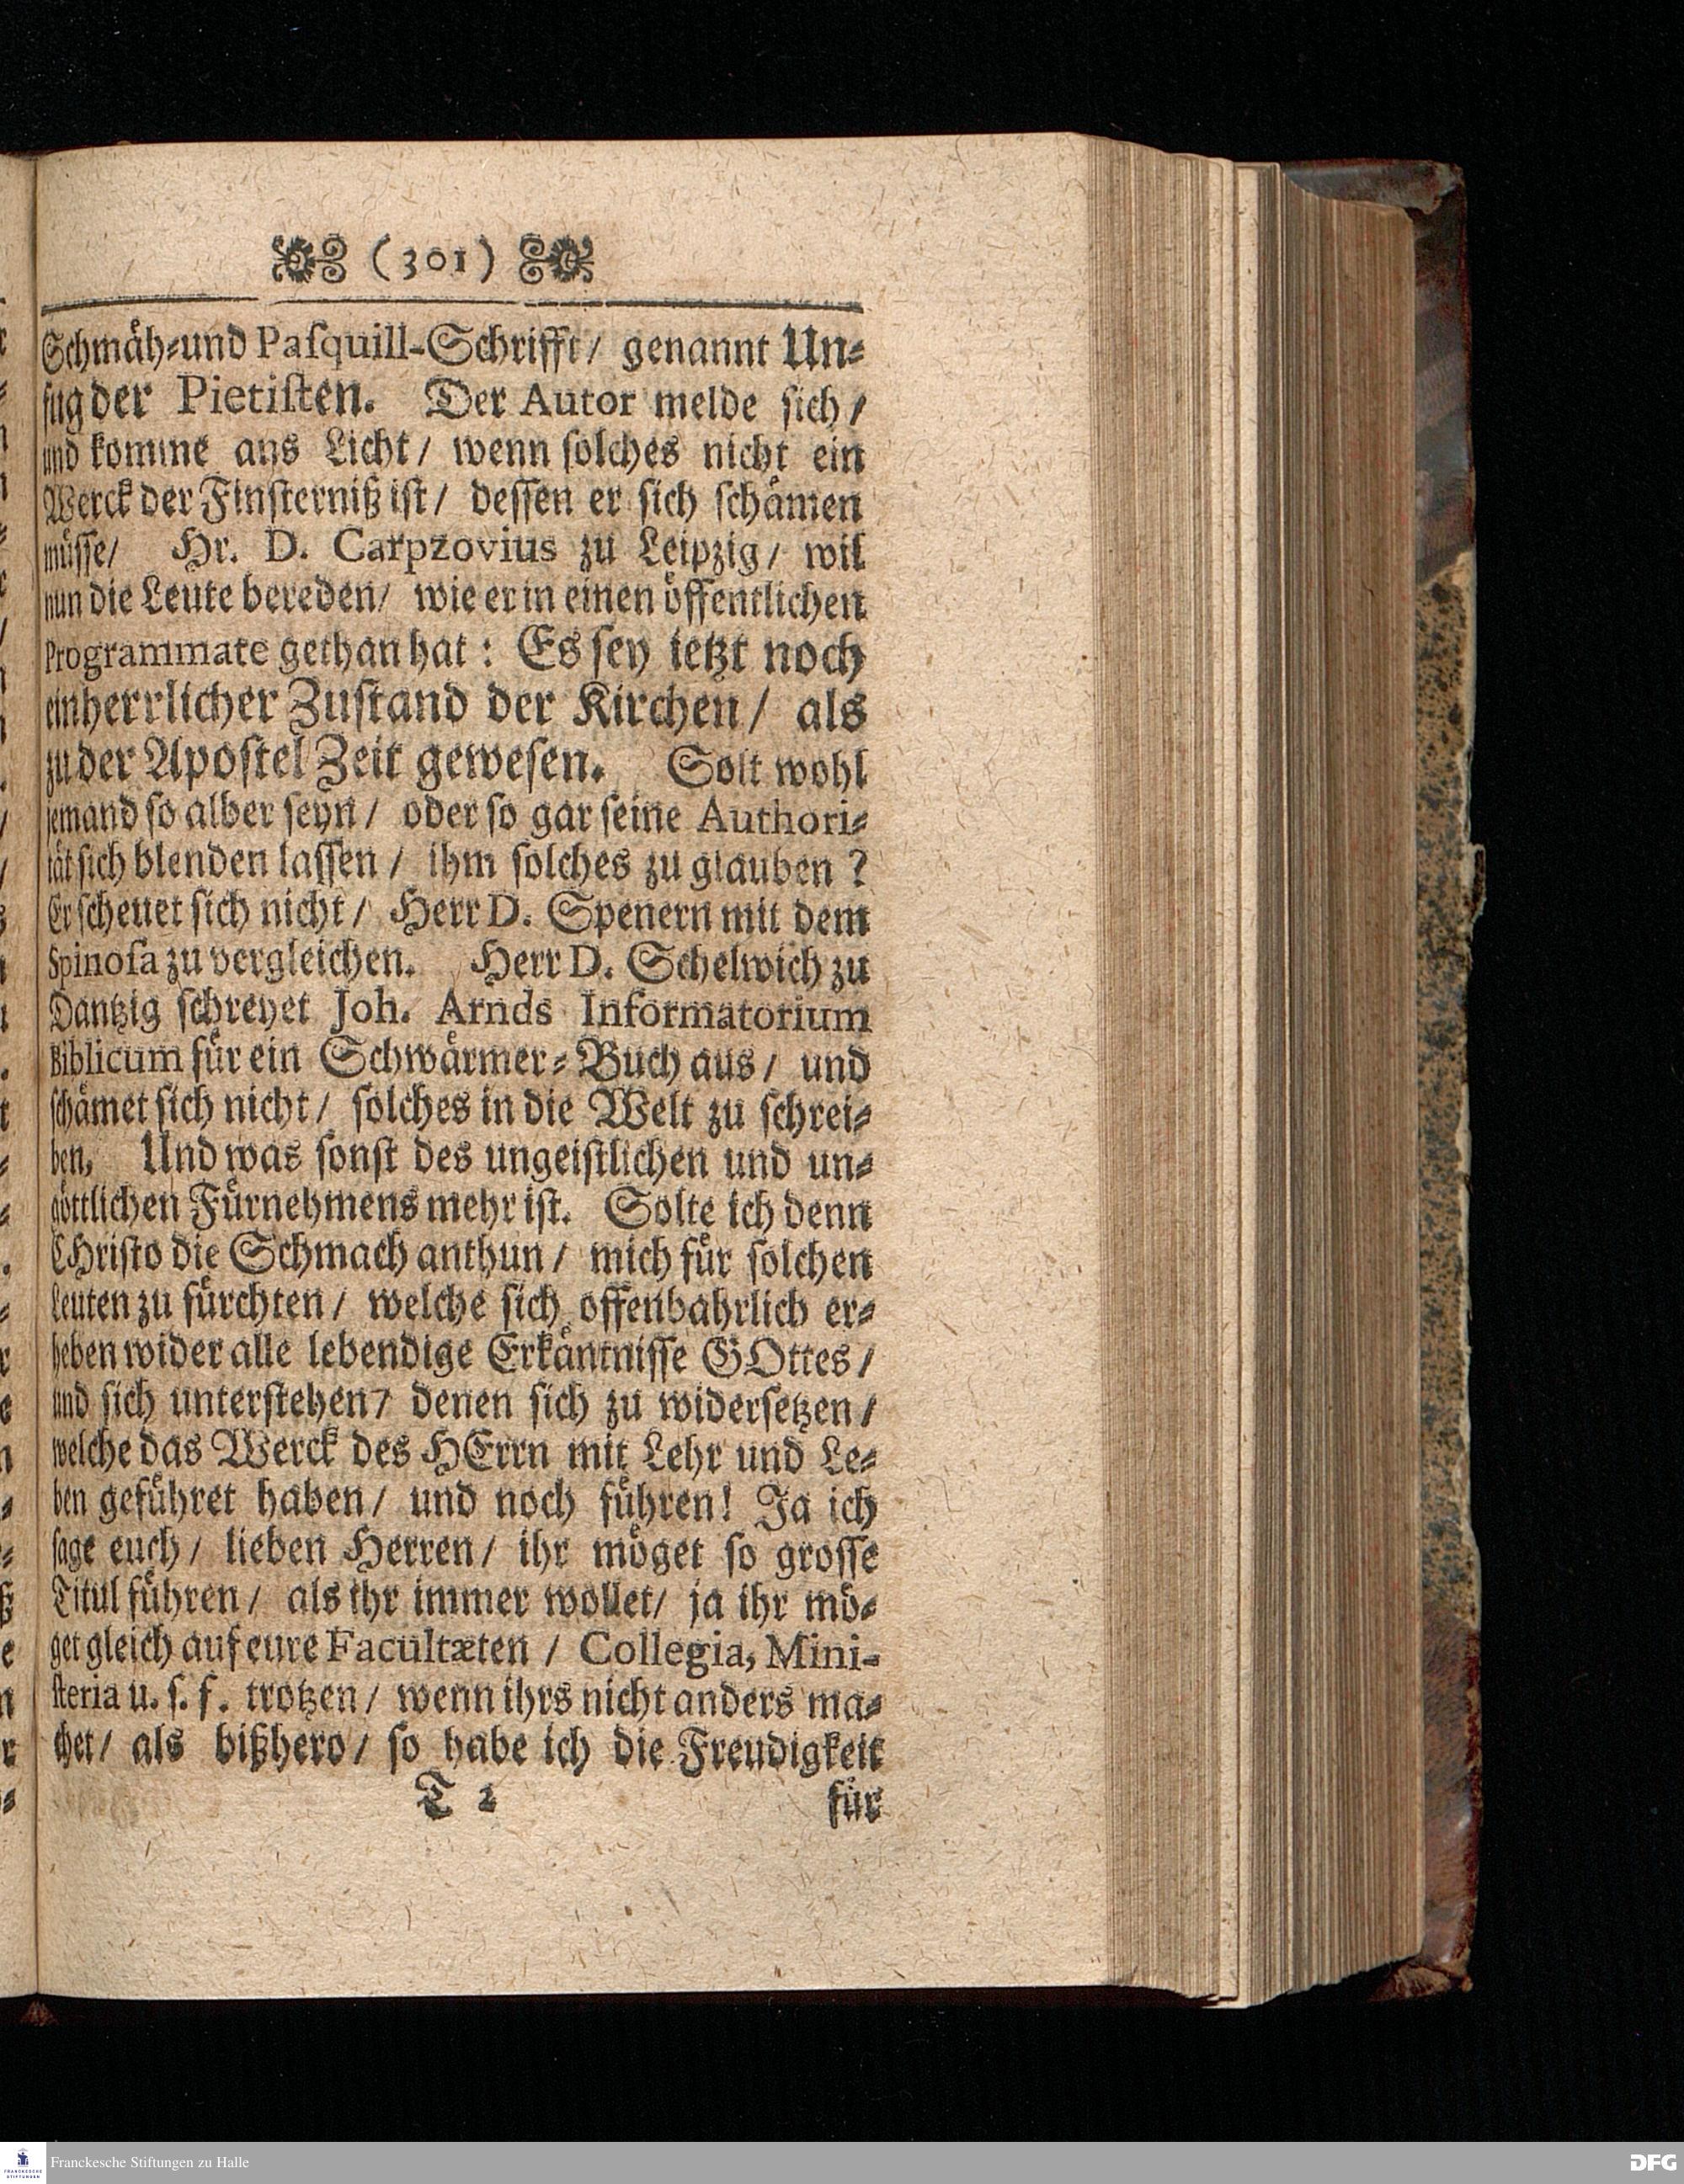 (301)
Schmäh-und Pasquill-Schrifft/ genannt Un-
fug der Pietisten. Der Autor melde sich/
und komme ans Licht/ wenn solches nicht ein
Werck der Finsterniß ist/ dessen er sich schämen
müsse/ Hr. D. Carpzovius zu Leipzig/ wil
nun die Leute bereden/ wie er in einen öffentlichen
Programmate gethan hat: Es sey ietzt noch
ein herrlicher Zustand der Kirchen/ als
zu der Apostel Zeit gewesen. Solt wohl
jemand so alber seyn/ oder so gar seine Authori-
tät sich blenden lassen/ ihm solches zu glauben?
Er scheuet sich nicht/ Herr D. Spenern mit dem
Spinosa zu vergleichen. Herr D. Schelwich zu
Dantzig schreyet Joh. Arnds Informatorium
Biblicum für ein Schwärmer-Buch aus/ und
schämet sich nicht/ solches in die Welt zu schrei-
ben. Und was sonst des ungeistlichen und un-
göttlichen Fürnehmens mehr ist. Solte ich denn
CHristo die Schmach anthun/ mich für solchen
Leuten zu fürchten/ welche sich offenbahrlich er-
heben wider alle lebendige Erkäntnisse GOttes/
und sich unterstehen/ denen sich zu widersetzen/
welche das Werck des HErrn mit Lehr und Le-
ben geführet haben/ und noch führen! Ja ich
sage euch/ lieben Herren/ ihr möget so grosse
Titul führen/ als ihr immer wollet/ ja ihr mö-
get gleich auf eure Facultæten/ Collegia, Mini-
steria u. s. f. trotzen/ wenn ihrs nicht anders ma-
chet/ als bißhero/ so habe ich die Freudigkeit
T 2 für
Franckesche Stiftungen zu Halle
DFG